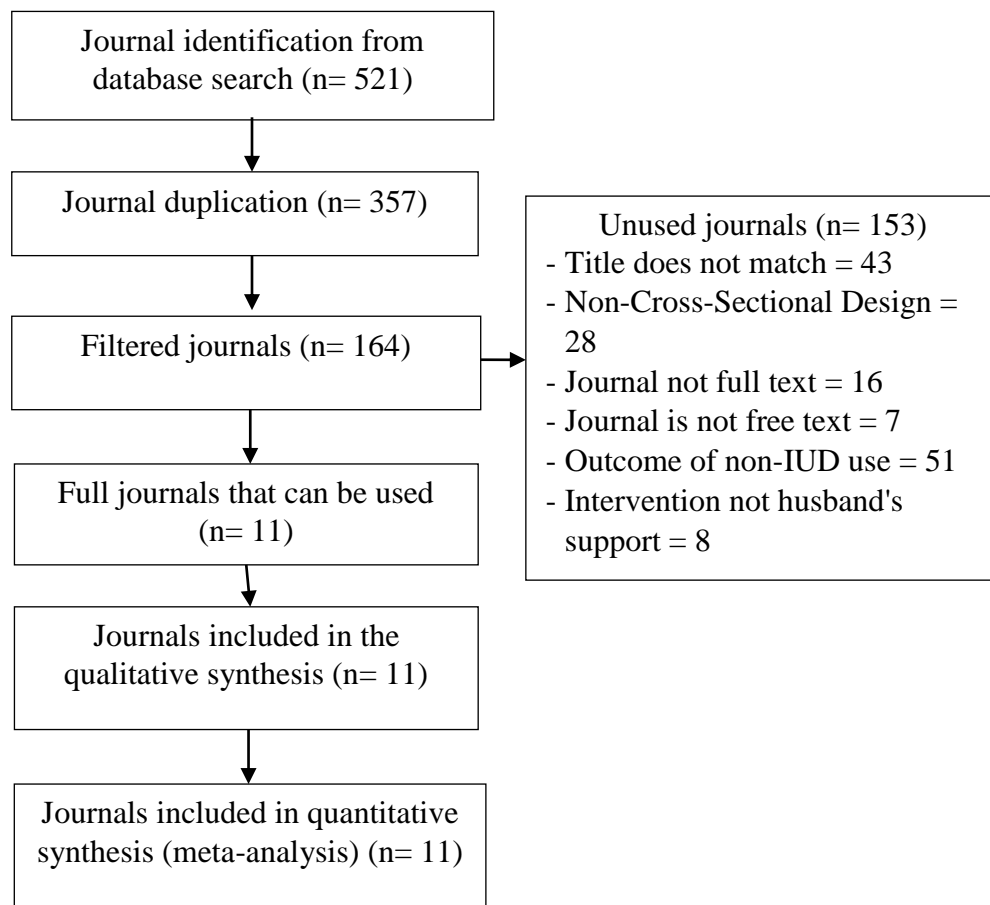 Journal identification from
database search (n= 521)
Journal duplication (n= 357)
Filtered journals (n= 164)
Unused journals (n= 153)
- Title does not match = 43
- Non-Cross-Sectional Design =
28
- Journal not full text = 16
- Journal is not free text = 7
- Outcome of non-IUD use = 51
- Intervention not husband's
support = 8
Full journals that can be used
(n= 11)
Journals included in the
qualitative synthesis (n= 11)
Journals included in quantitative
synthesis (meta-analysis) (n= 11)